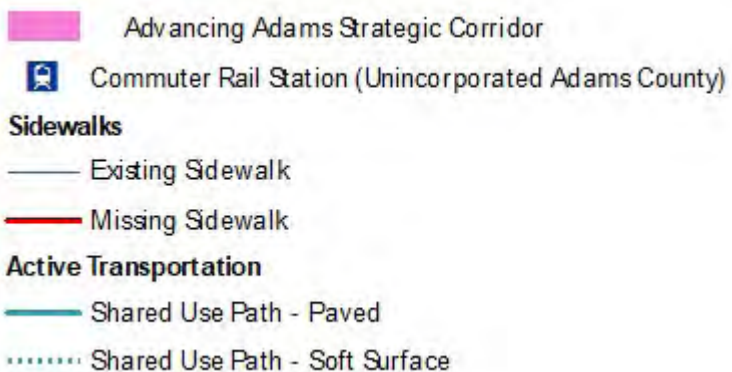 Advancing Adams Strategic Corridor
Commuter Rail Station (Unincorporated Adams County)
Sidewalks
Existing Sidewalk
Missing Sidewalk
Active Transportation
Shared Use Path - Paved
Shared Use Path - Soft Surface